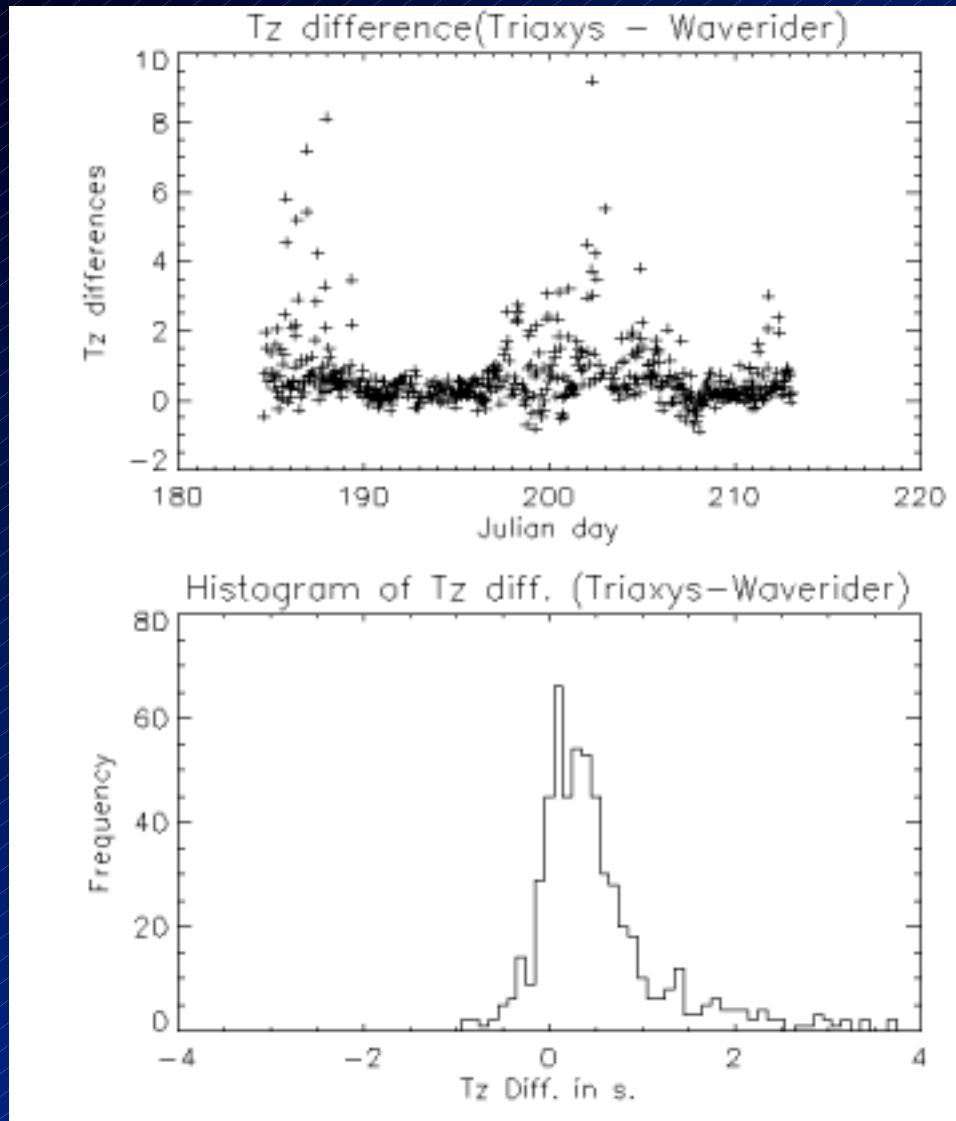 Tz difference(Triaxys - Waverider)
10
8
6
4
2
0
-2
Tz differences
180 190 200 210 220
Julian day
Histogram of Tz diff. (Triaxys-Waverider)
80
60
40
20
0
Frequency
-4 -2 0 2 4
Tz Diff. in s.